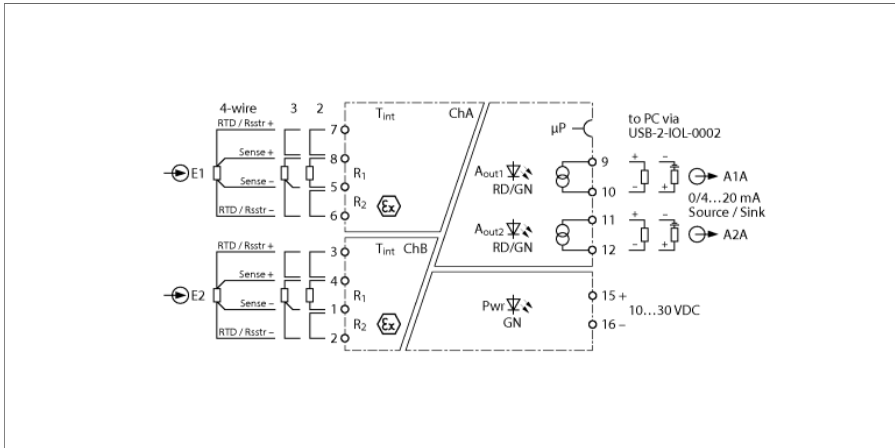 4-wire 3 2
RTD / Rsstr +
7
Sense +
8
E1
Sense –
5
RTD / Rsstr –
6
Tint ChA
R1
R2
Ex
RTD / Rsstr +
3
Sense +
4
E2
Sense –
1
RTD / Rsstr –
2
Tint ChB
R1
R2
Ex
µP
to PC via
USB-2-IOL-0002
Aout1
RD/GN
9
10
+ –
– +
A1A
0/4...20 mA
Source / Sink
Aout2
RD/GN
11
12
+ –
– +
A2A
Pwr
GN
15 +
10...30 VDC
16 –